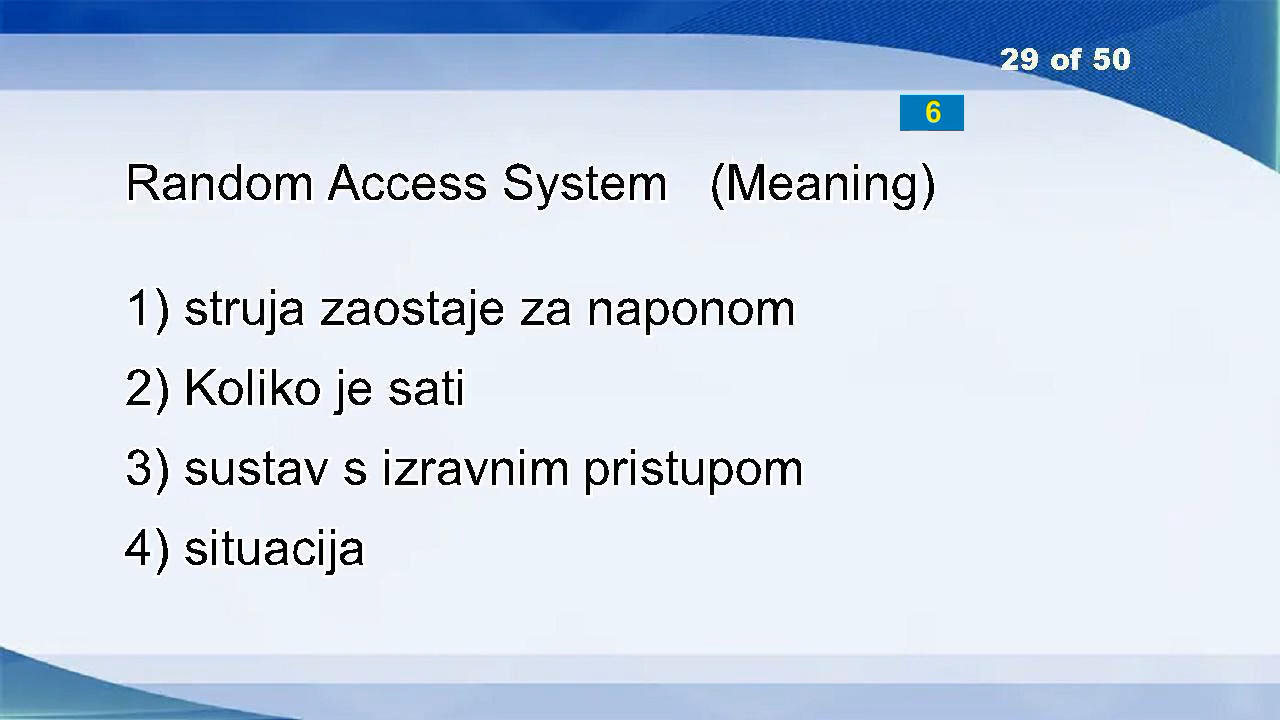 29 of 50
6
Random Access System (Meaning)
1) struja zaostaje za naponom
2) Koliko je sati
3) sustav s izravnim pristupom
4) situacija